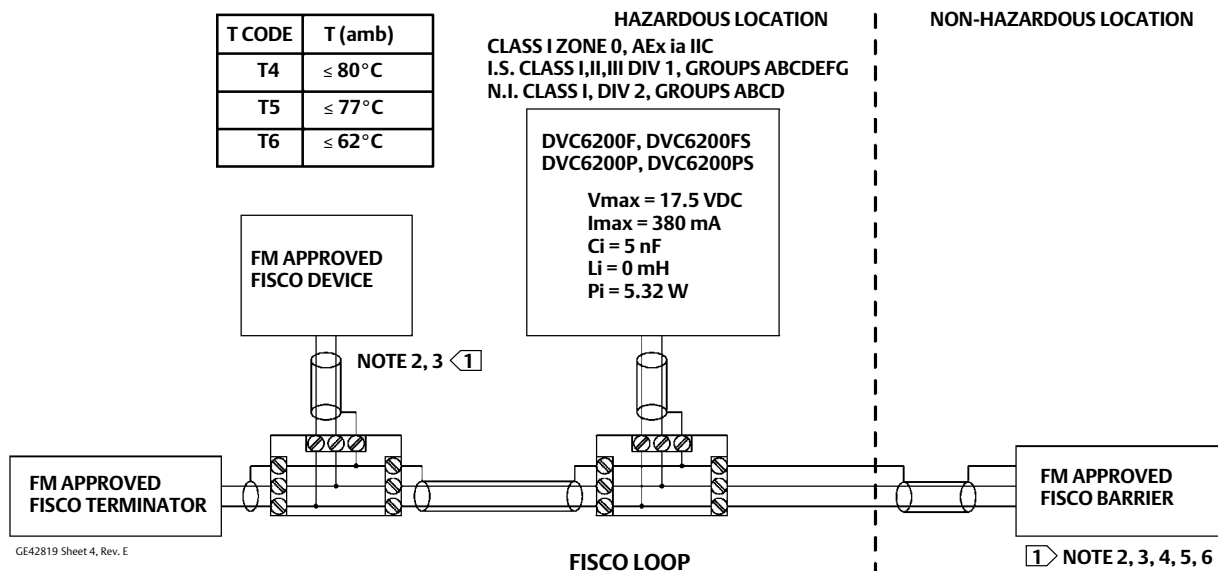 HAZARDOUS LOCATION
NON-HAZARDOUS LOCATION
T CODE T (amb)
T4 ≤ 80°C
T5 ≤ 77°C
T6 ≤ 62°C
CLASS I ZONE 0, AEx ia IIC
I.S. CLASS I,II,III DIV 1, GROUPS ABCDEFG
N.I. CLASS I, DIV 2, GROUPS ABCD
DVC6200F, DVC6200FS
DVC6200P, DVC6200PS
Vmax = 17.5 VDC
Imax = 380 mA
Ci = 5 nF
Li = 0 mH
Pi = 5.32 W
FM APPROVED
FISCO DEVICE
NOTE 2, 3 1
FM APPROVED
FISCO TERMINATOR
FM APPROVED
FISCO BARRIER
GE42819 Sheet 4, Rev. E
FISCO LOOP
1 NOTE 2, 3, 4, 5, 6